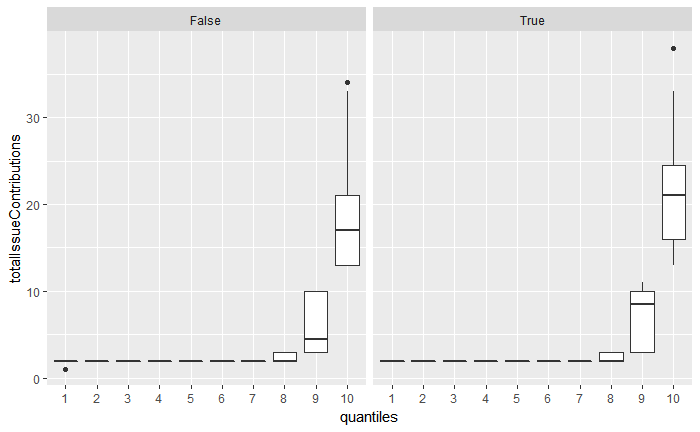 False True
totalIssueContributions
30
20
10
0
1 2 3 4 5 6 7 8 9 10 1 2 3 4 5 6 7 8 9 10
quantiles